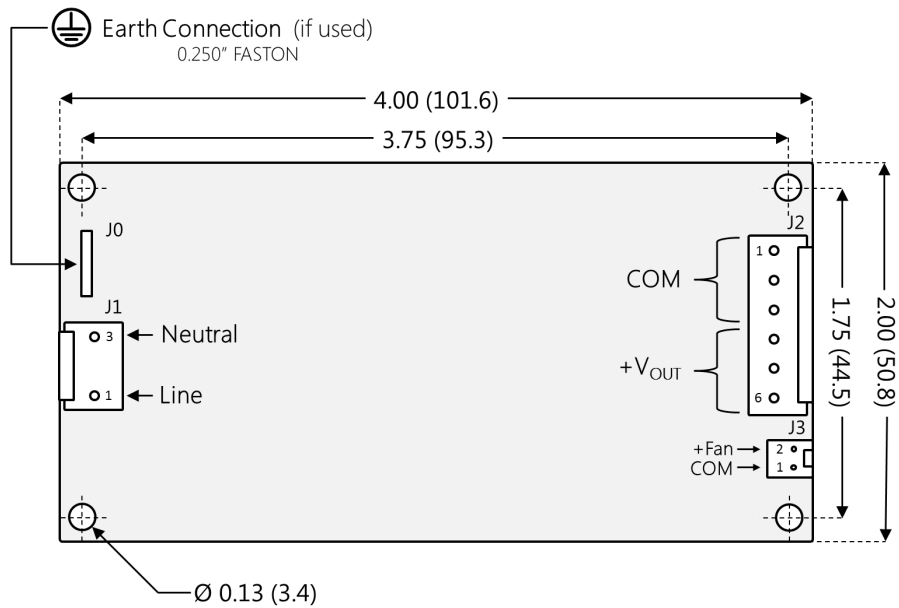 Earth Connection (if used)
0.250” FASTON
4.00 (101.6)
3.75 (95.3)
J0
J1
3
Neutral
1
Line
J2
1
COM
+VOUT
6
J3
+Fan
2
COM
1
1.75 (44.5)
2.00 (50.8)
Ø 0.13 (3.4)